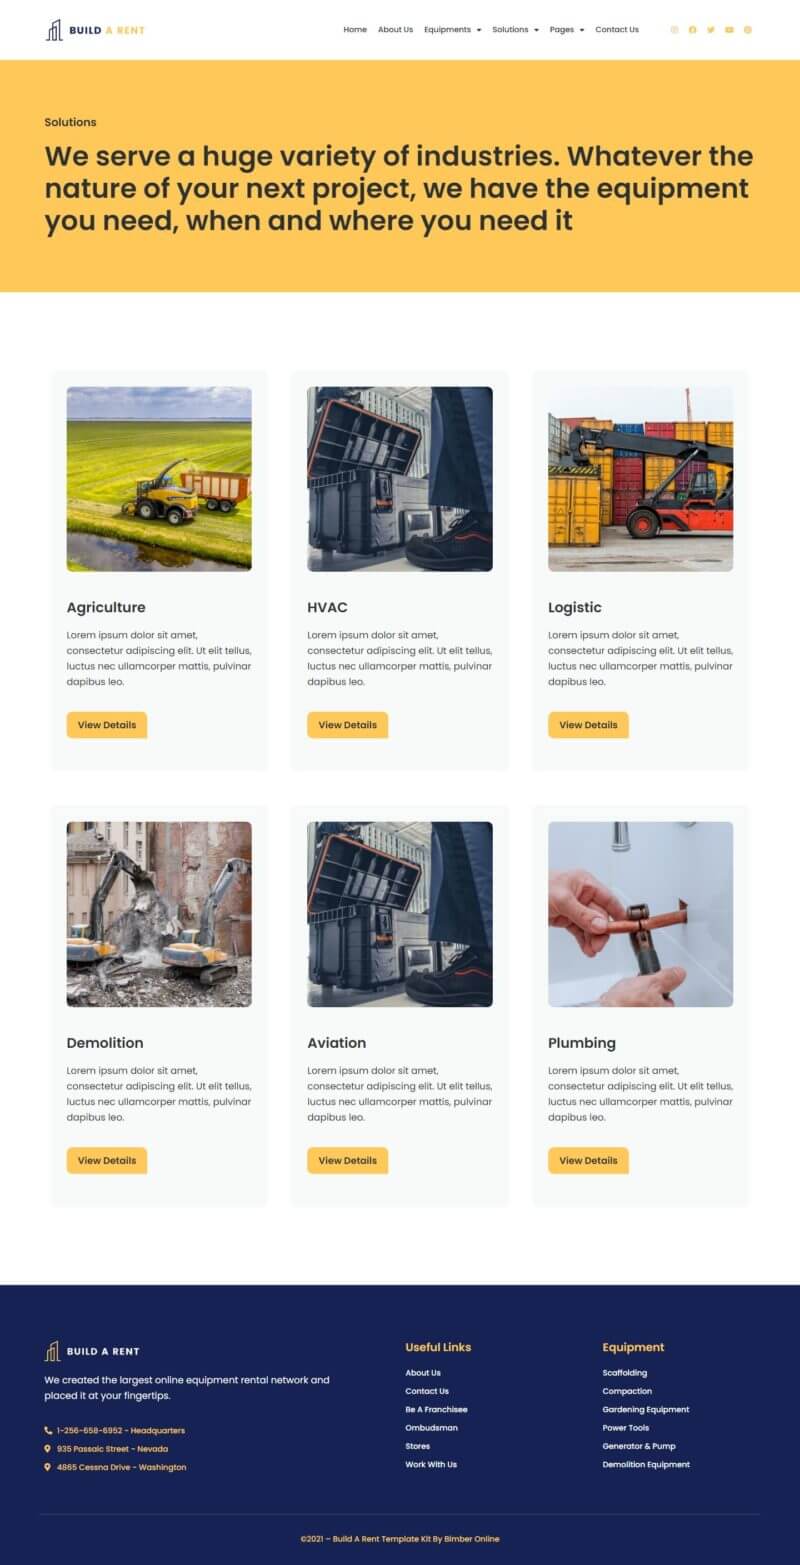 BUILD A RENT
Home About Us Equipments Solutions Pages Contact Us
Solutions
We serve a huge variety of industries. Whatever the
nature of your next project, we have the equipment
you need, when and where you need it
Agriculture
Lorem ipsum dolor sit amet,
consectetur adipiscing elit. Ut elit tellus,
luctus nec ullamcorper mattis, pulvinar
dapibus leo.
View Details
HVAC
Lorem ipsum dolor sit amet,
consectetur adipiscing elit. Ut elit tellus,
luctus nec ullamcorper mattis, pulvinar
dapibus leo.
View Details
Logistic
Lorem ipsum dolor sit amet,
consectetur adipiscing elit. Ut elit tellus,
luctus nec ullamcorper mattis, pulvinar
dapibus leo.
View Details
Demolition
Lorem ipsum dolor sit amet,
consectetur adipiscing elit. Ut elit tellus,
luctus nec ullamcorper mattis, pulvinar
dapibus leo.
View Details
Aviation
Lorem ipsum dolor sit amet,
consectetur adipiscing elit. Ut elit tellus,
luctus nec ullamcorper mattis, pulvinar
dapibus leo.
View Details
Plumbing
Lorem ipsum dolor sit amet,
consectetur adipiscing elit. Ut elit tellus,
luctus nec ullamcorper mattis, pulvinar
dapibus leo.
View Details
BUILD A RENT
We created the largest online equipment rental network and
placed it at your fingertips.
1-256-658-6952 - Headquarters
935 Passaic Street - Nevada
4865 Cessna Drive - Washington
Useful Links
About Us
Contact Us
Be A Franchisee
Ombudsman
Stores
Work With Us
Equipment
Scaffolding
Compaction
Gardening Equipment
Power Tools
Generator & Pump
Demolition Equipment
©2021 – Build A Rent Template Kit By Bimber Online